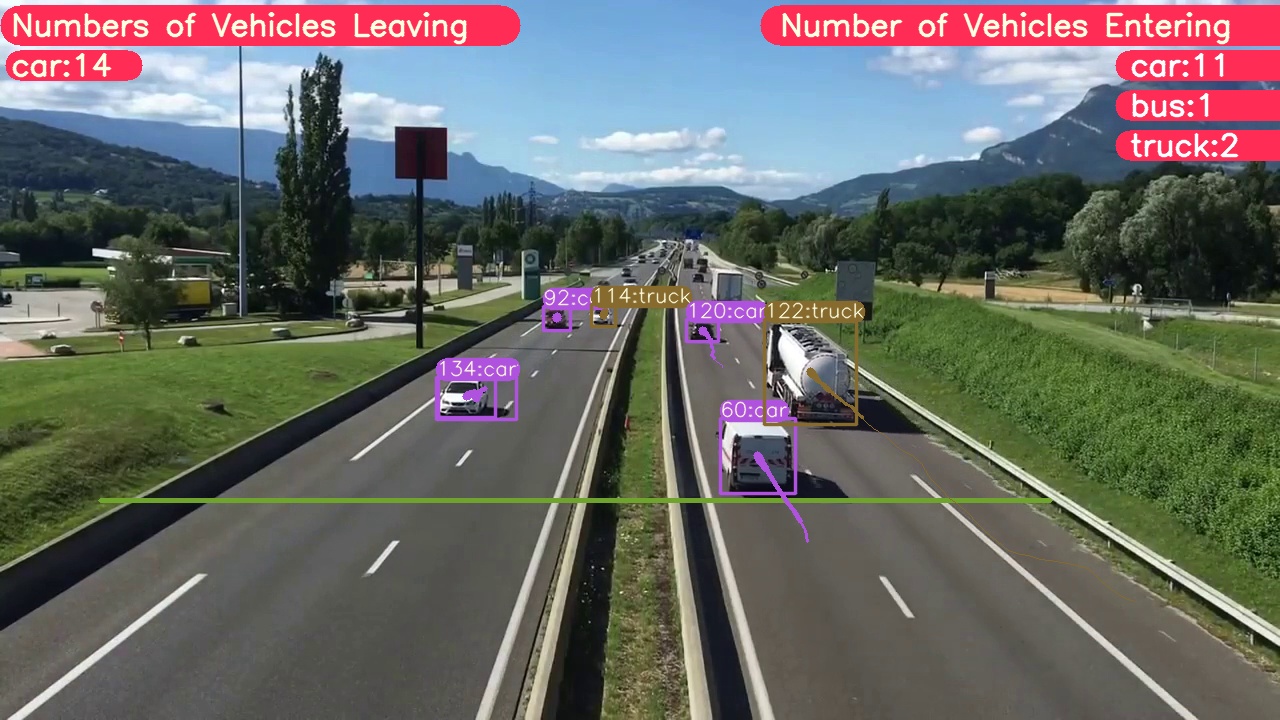 Numbers of Vehicles Leaving
Number of Vehicles Entering
car:14
car:11
bus:1
truck:2
92:c
114:truck
120:car
122:truck
134:car
60:car